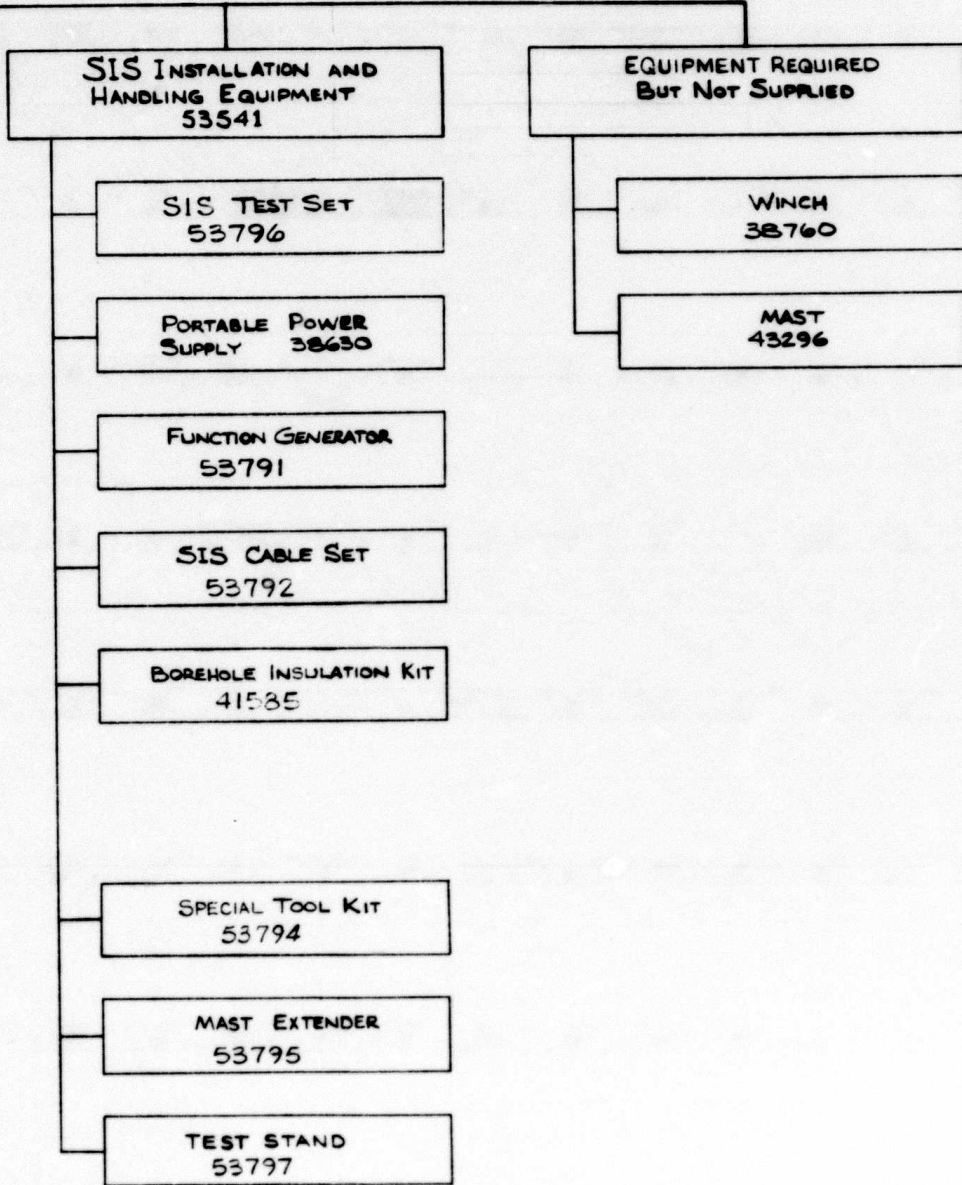 SIS INSTALLATION AND
HANDLING EQUIPMENT
53541
SIS TEST SET
53796
PORTABLE POWER
SUPPLY 38630
FUNCTION GENERATOR
53791
SIS CABLE SET
53792
BOREHOLE INSULATION KIT
41585
SPECIAL TOOL KIT
53794
MAST EXTENDER
53795
TEST STAND
53797
EQUIPMENT REQUIRED
BUT NOT SUPPLIED
WINCH
38760
MAST
43296